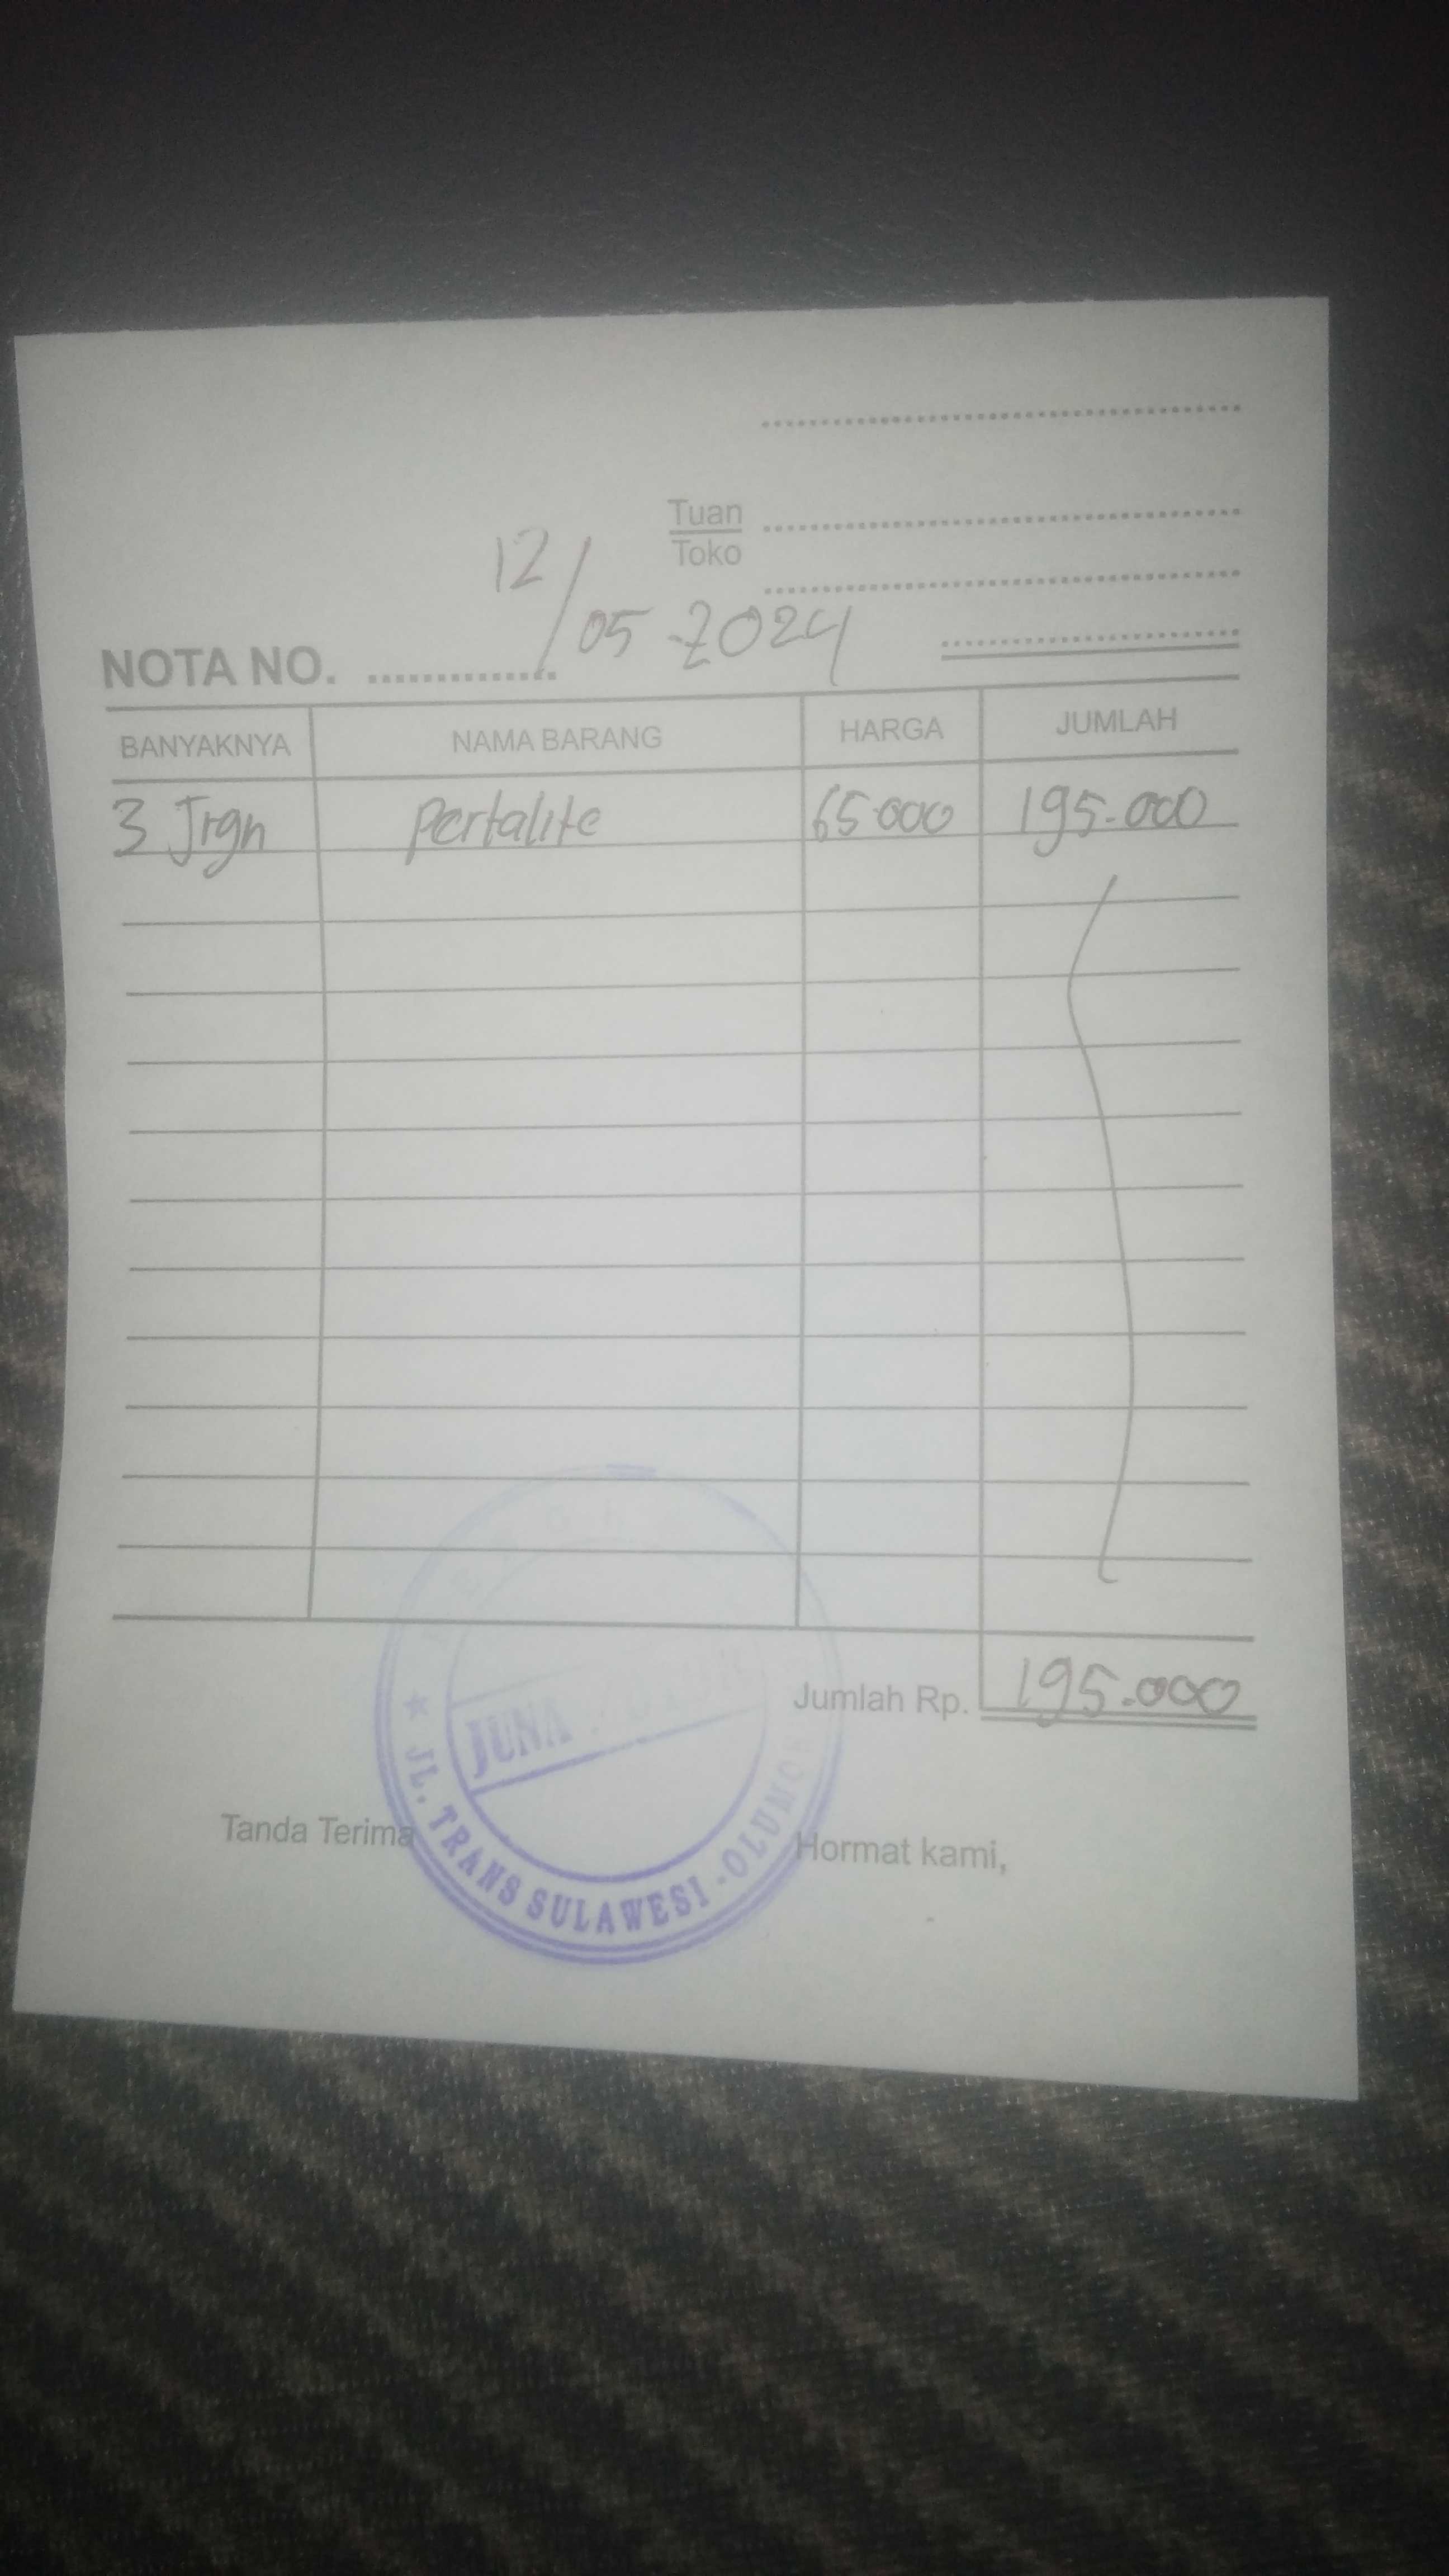 Tuan
Toko
12/05-2024
NOTA NO. ...............
BANYAKNYA NAMA BARANG HARGA JUMLAH
3 Jrgn Pertalite 65.000 195.000
Jumlah Rp. 195.000
JUNA
JL. TRANS SULAWESI -
Tanda Terima
Hormat kami,